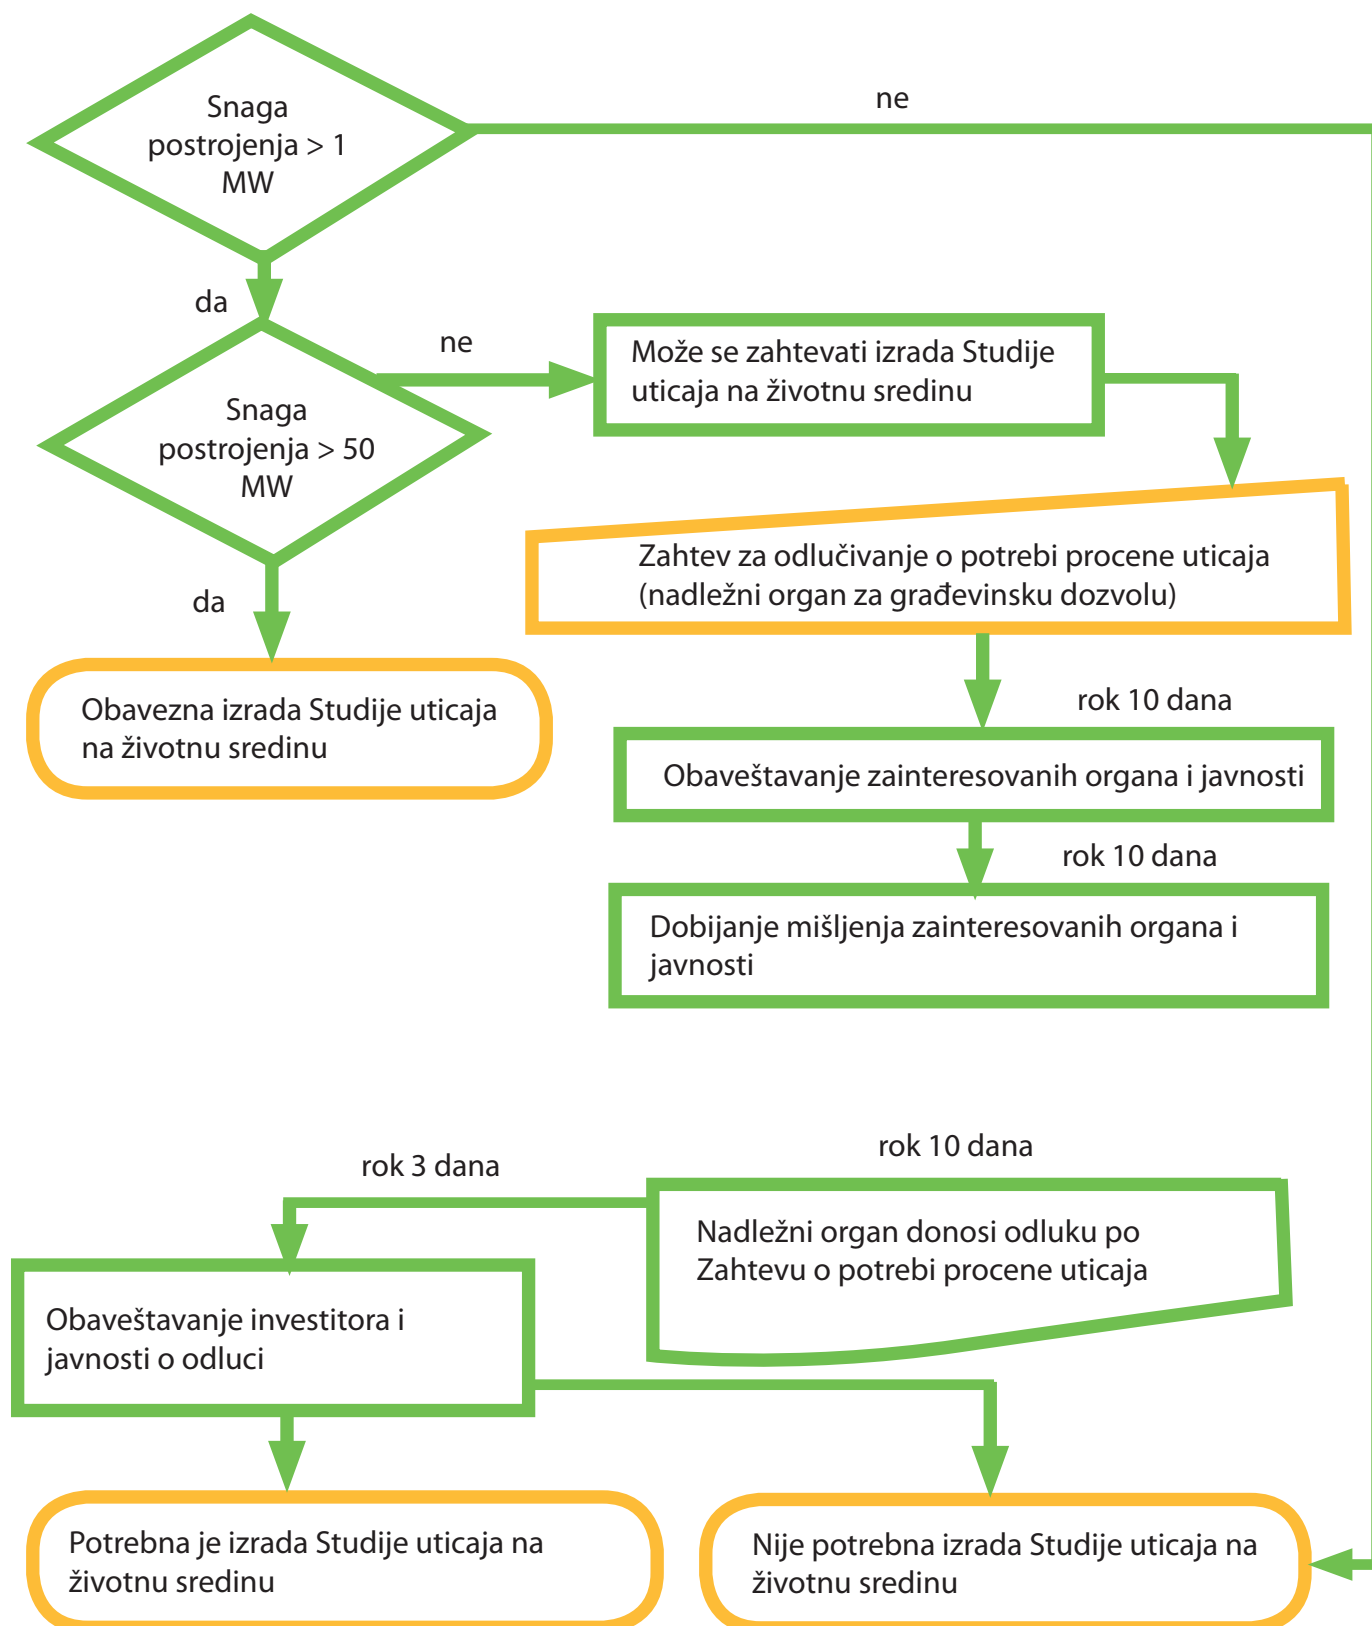 Snaga
postrojenja > 1
MW
ne
da
Snaga
postrojenja > 50
MW
ne
Može se zahtevati izrada Studije
uticaja na životnu sredinu
Zahtev za odlučivanje o potrebi procene uticaja
(nadležni organ za građevinsku dozvolu)
da
Obavezna izrada Studije uticaja
na životnu sredinu
rok 10 dana
Obaveštavanje zainteresovanih organa i javnosti
rok 10 dana
Dobijanje mišljenja zainteresovanih organa i
javnosti
rok 10 dana
Nadležni organ donosi odluku po
Zahtevu o potrebi procene uticaja
rok 3 dana
Obaveštavanje investitora i
javnosti o odluci
Potrebna je izrada Studije uticaja na
životnu sredinu
Nije potrebna izrada Studije uticaja na
životnu sredinu